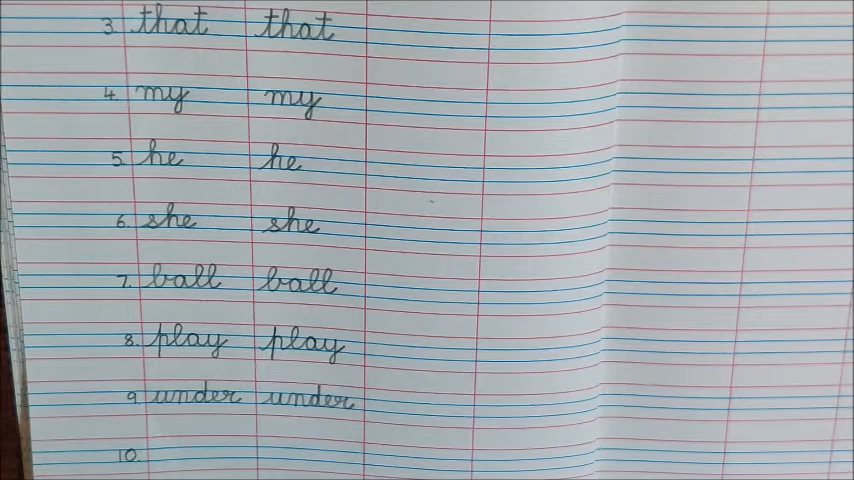 3. that that
4. my my
5. he he
6. she she
7. ball ball
8. play play
9. under under
10.